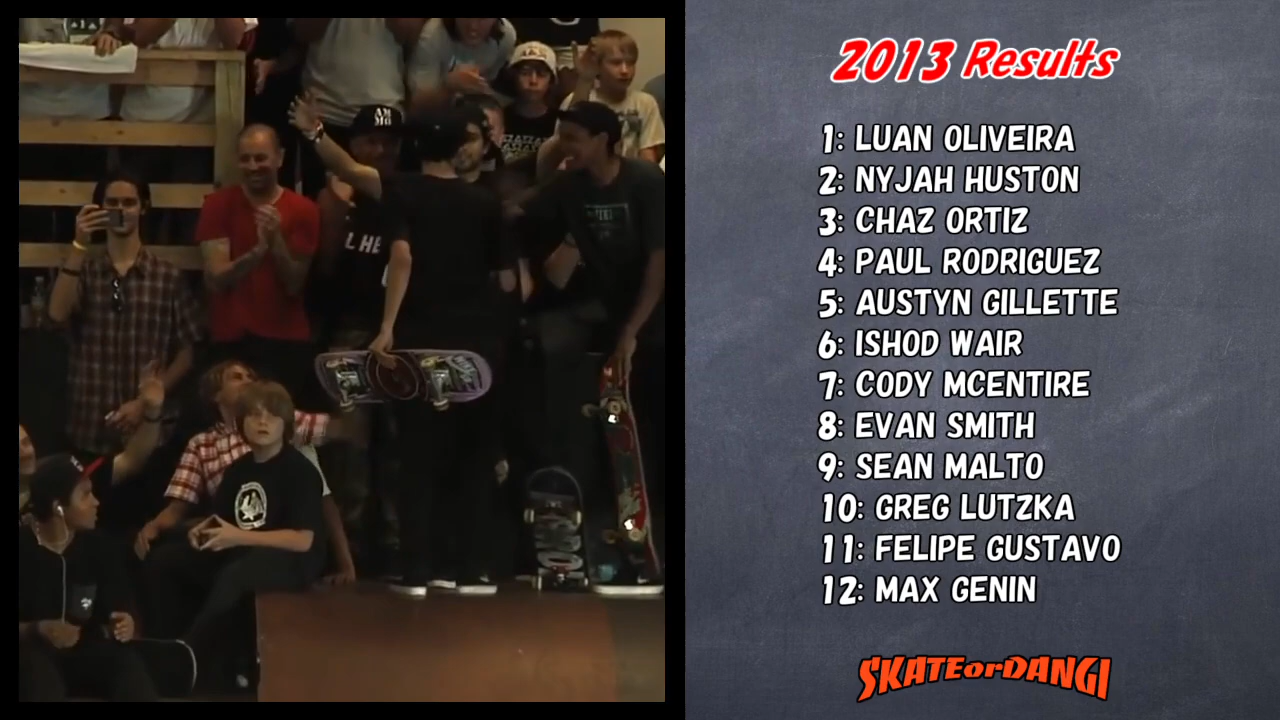 2013 Results
1: LUAN OLIVEIRA
2: NYJAH HUSTON
3: CHAZ ORTIZ
4: PAUL RODRIGUEZ
5: AUSTYN GILLETTE
6: ISHOD WAIR
7: CODY MCENTIRE
8: EVAN SMITH
9: SEAN MALTO
10: GREG LUTZKA
11: FELIPE GUSTAVO
12: MAX GENIN
SKATEorDANGI
L HE